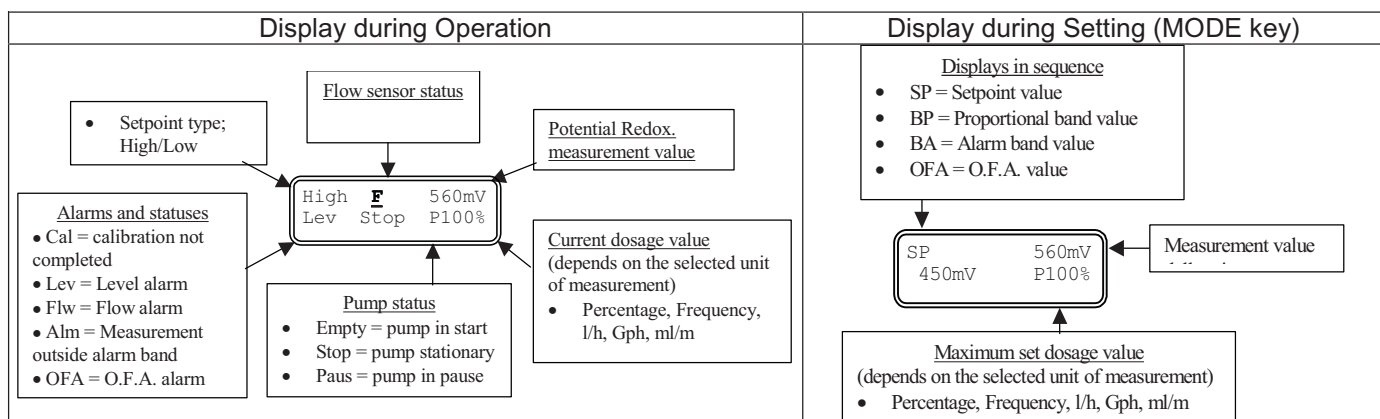 Display during Operation
Display during Setting (MODE key)
Flow sensor status
• Setpoint type;
High/Low
Potential Redox.
measurement value
High F 560mV
Lev Stop P100%
Alarms and statuses
• Cal = calibration not
completed
• Lev = Level alarm
• Flw = Flow alarm
• Alm = Measurement
outside alarm band
• OFA = O.F.A. alarm
Pump status
• Empty = pump in start
• Stop = pump stationary
• Paus = pump in pause
Current dosage value
(depends on the selected unit
of measurement)
• Percentage, Frequency,
l/h, Gph, ml/m
Displays in sequence
• SP = Setpoint value
• BP = Proportional band value
• BA = Alarm band value
• OFA = O.F.A. value
SP 560mV
450mV P100%
Measurement value
Maximum set dosage value
(depends on the selected unit of measurement)
• Percentage, Frequency, l/h, Gph, ml/m